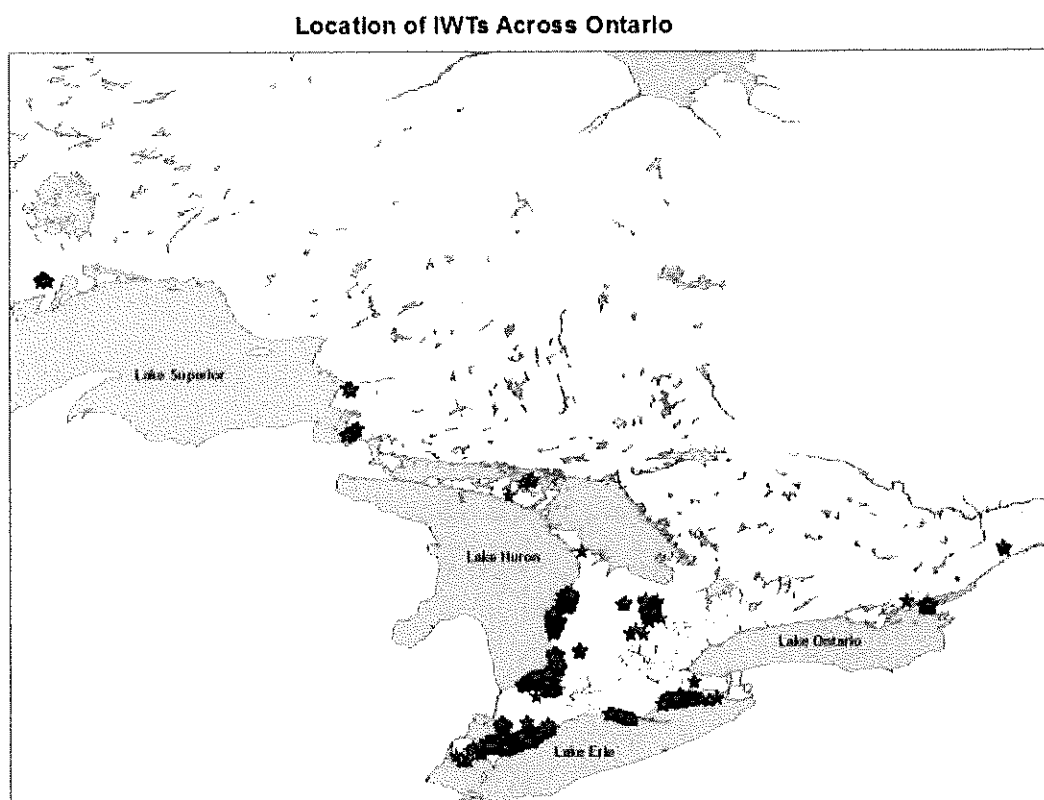 Location of IWTs Across Ontario
Lake Superior
Lake Huron
Lake Ontario
Lake Erie